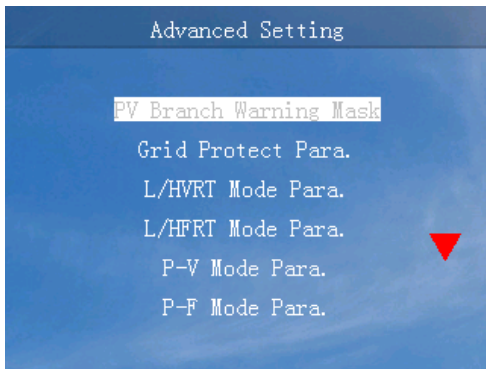 Advanced Setting
PV Branch Warning Mask
Grid Protect Para.
L/HVRT Mode Para.
L/HFRT Mode Para.
P-V Mode Para.
P-F Mode Para.